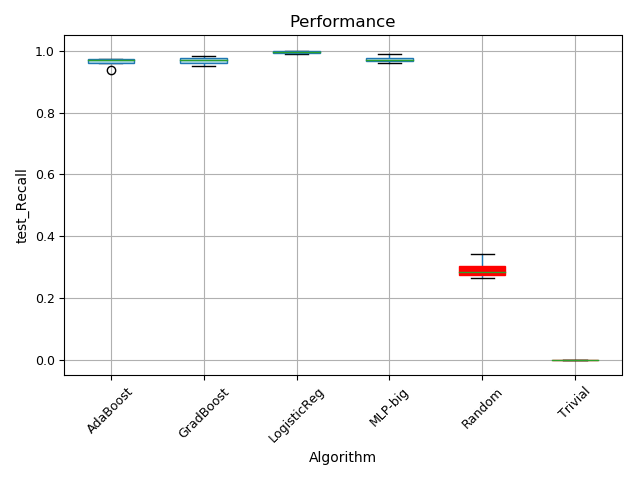 Performance
test_Recall
1.0
0.8
0.6
0.4
0.2
0.0
AdaBoost
GradBoost
LogisticReg
MLP-big
Random
Trivial
Algorithm